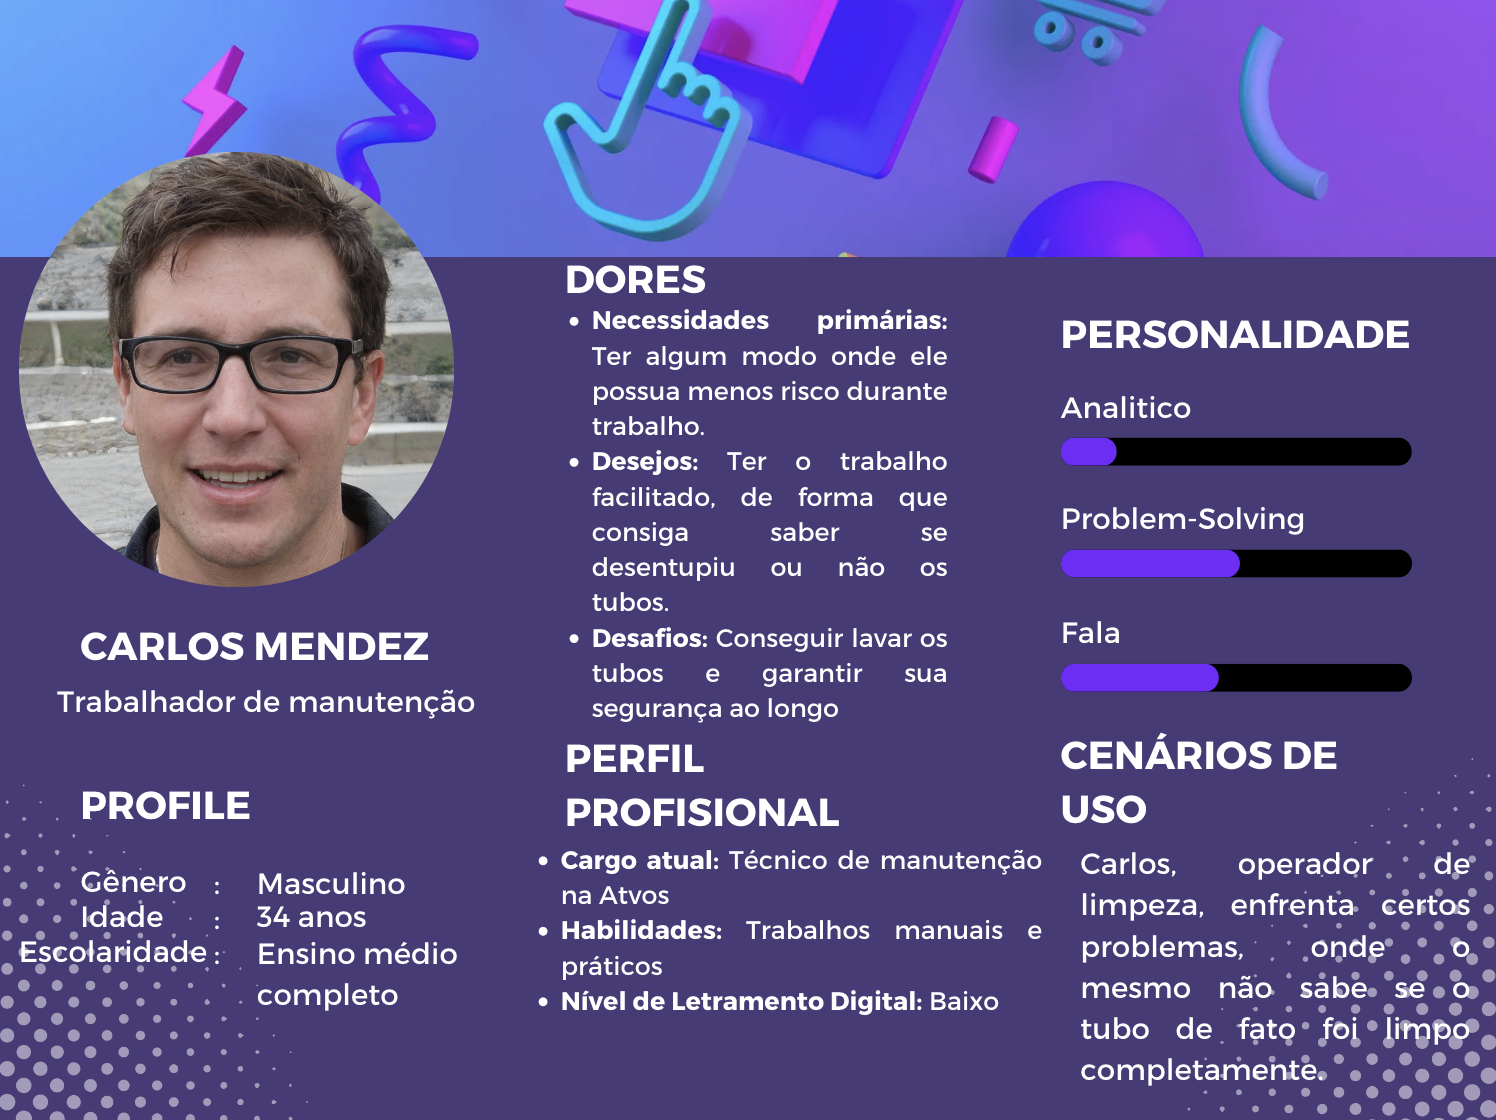 CARLOS MENDEZ
Trabalhador de manutenção
PROFILE
Gênero : Masculino
Idade : 34 anos
Escolaridade : Ensino médio
completo
DORES
• Necessidades primárias:
Ter algum modo onde ele
possua menos risco durante
trabalho.
• Desejos: Ter o trabalho
facilitado, de forma que
consiga saber se
desentupiu ou não os
tubos.
• Desafios: Conseguir lavar os
tubos e garantir sua
segurança ao longo
PERFIL
PROFISIONAL
• Cargo atual: Técnico de manutenção
na Atvos
• Habilidades: Trabalhos manuais e
práticos
• Nível de Letramento Digital: Baixo
PERSONALIDADE
Analitico
Problem-Solving
Fala
CENÁRIOS DE
USO
Carlos, operador de
limpeza, enfrenta certos
problemas, onde o
mesmo não sabe se o
tubo de fato foi limpo
completamente.